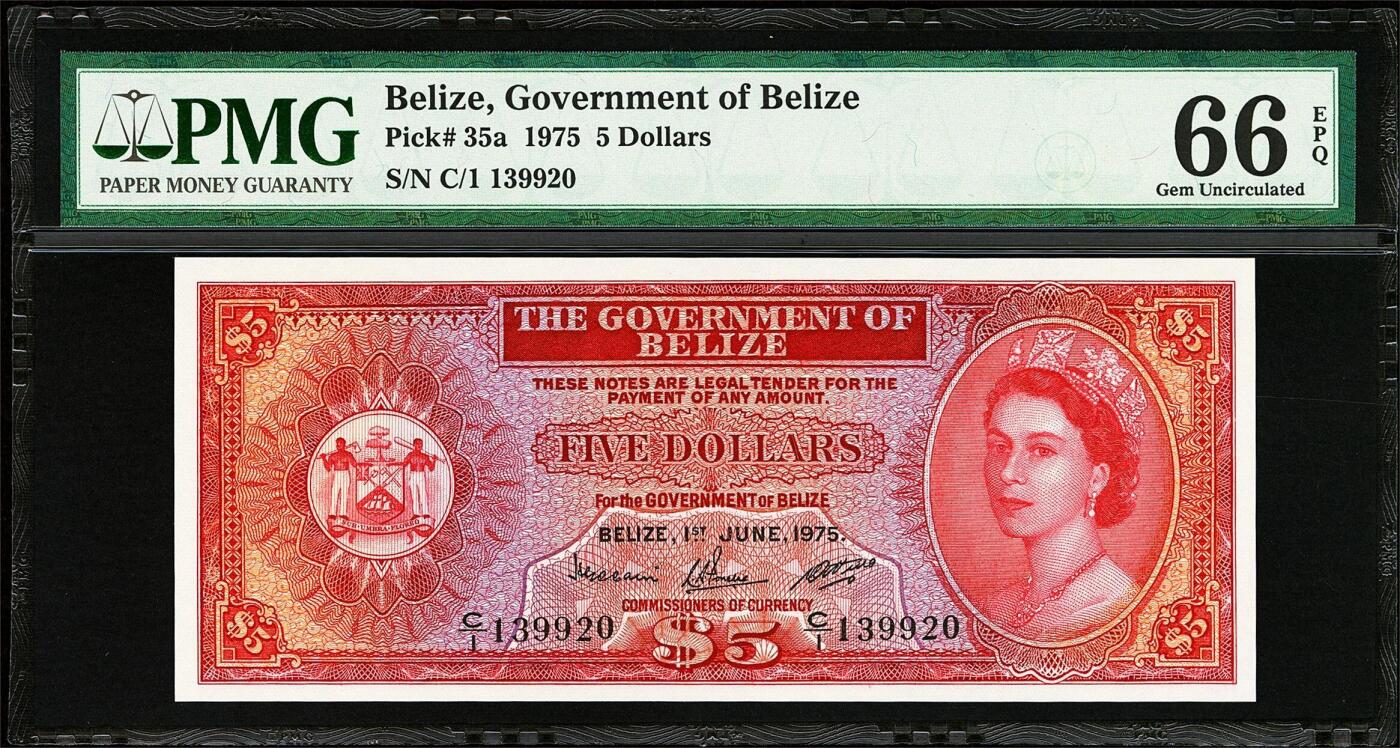 PMG
PAPER MONEY GUARANTY
Belize, Government of Belize
Pick# 35a 1975 5 Dollars
S/N C/1 139920
66
EPQ
Gem Uncirculated
$5
$5
THE GOVERNMENT OF
BELIZE
THESE NOTES ARE LEGAL TENDER FOR THE
PAYMENT OF ANY AMOUNT.
FIVE DOLLARS
For the GOVERNMENT of BELIZE
SUB·UMBRA·FLOREO
BELIZE, 1ST JUNE, 1975.
COMMISSIONERS OF CURRENCY
C/1 139920
$5
C/1 139920
$5
$5